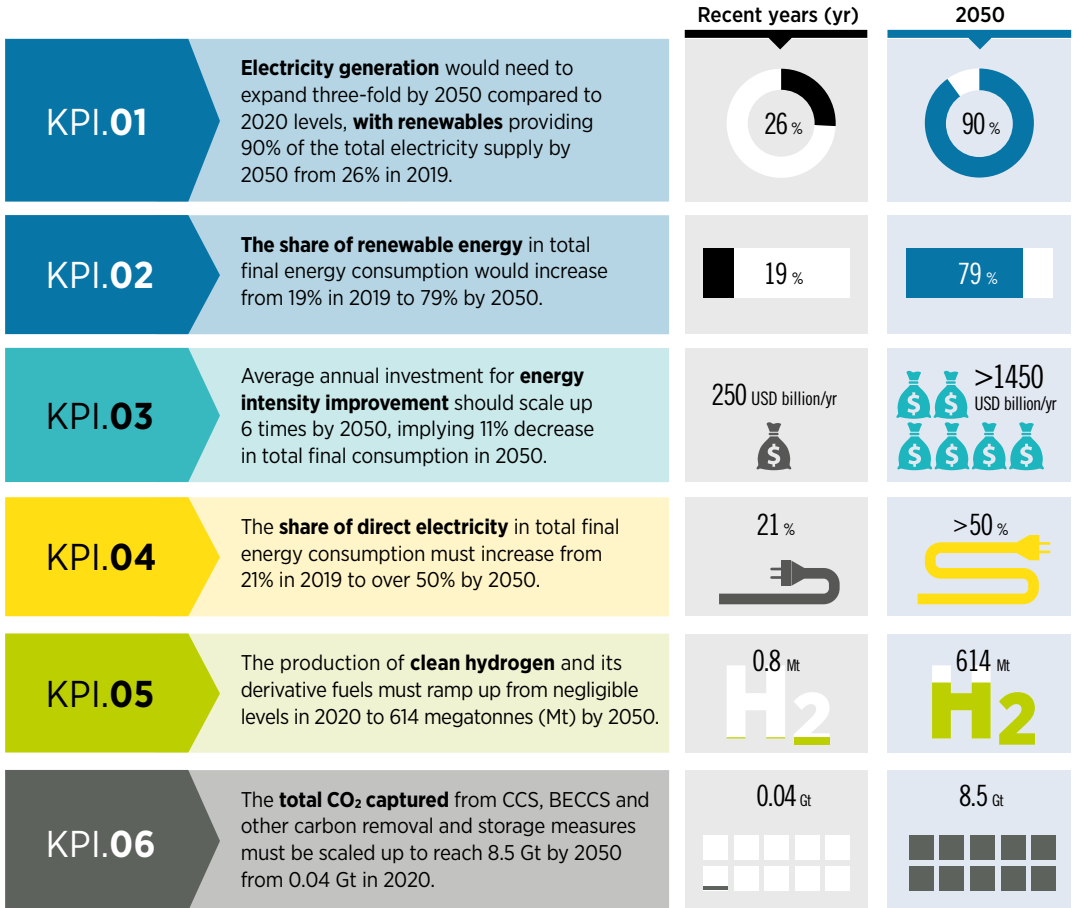 Recent years (yr)
2050
KPI.01
Electricity generation would need to
expand three-fold by 2050 compared to
2020 levels, with renewables providing
90% of the total electricity supply by
2050 from 26% in 2019.
26 %
90 %
KPI.02
The share of renewable energy in total
final energy consumption would increase
from 19% in 2019 to 79% by 2050.
19 %
79 %
KPI.03
Average annual investment for energy
intensity improvement should scale up
6 times by 2050, implying 11% decrease
in total final consumption in 2050.
250 USD billion/yr
$
>1450
USD billion/yr
$ $
$ $ $ $
KPI.04
The share of direct electricity in total final
energy consumption must increase from
21% in 2019 to over 50% by 2050.
21 %
>50 %
KPI.05
The production of clean hydrogen and its
derivative fuels must ramp up from negligible
levels in 2020 to 614 megatonnes (Mt) by 2050.
0.8 Mt
H2
614 Mt
H2
KPI.06
The total CO₂ captured from CCS, BECCS and
other carbon removal and storage measures
must be scaled up to reach 8.5 Gt by 2050
from 0.04 Gt in 2020.
0.04 Gt
8.5 Gt